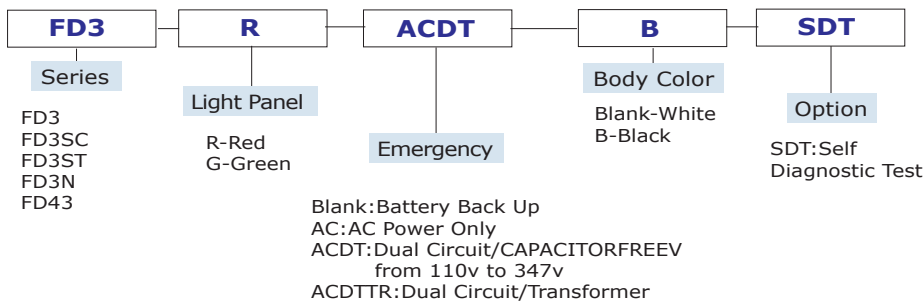 FD3 R ACDT B SDT
Series
FD3
FD3SC
FD3ST
FD3N
FD43
Light Panel
R-Red
G-Green
Emergency
Blank:Battery Back Up
AC:AC Power Only
ACDT:Dual Circuit/CAPACITORFREEV
from 110v to 347v
ACDTTR:Dual Circuit/Transformer
Body Color
Blank-White
B-Black
Option
SDT:Self
Diagnostic Test